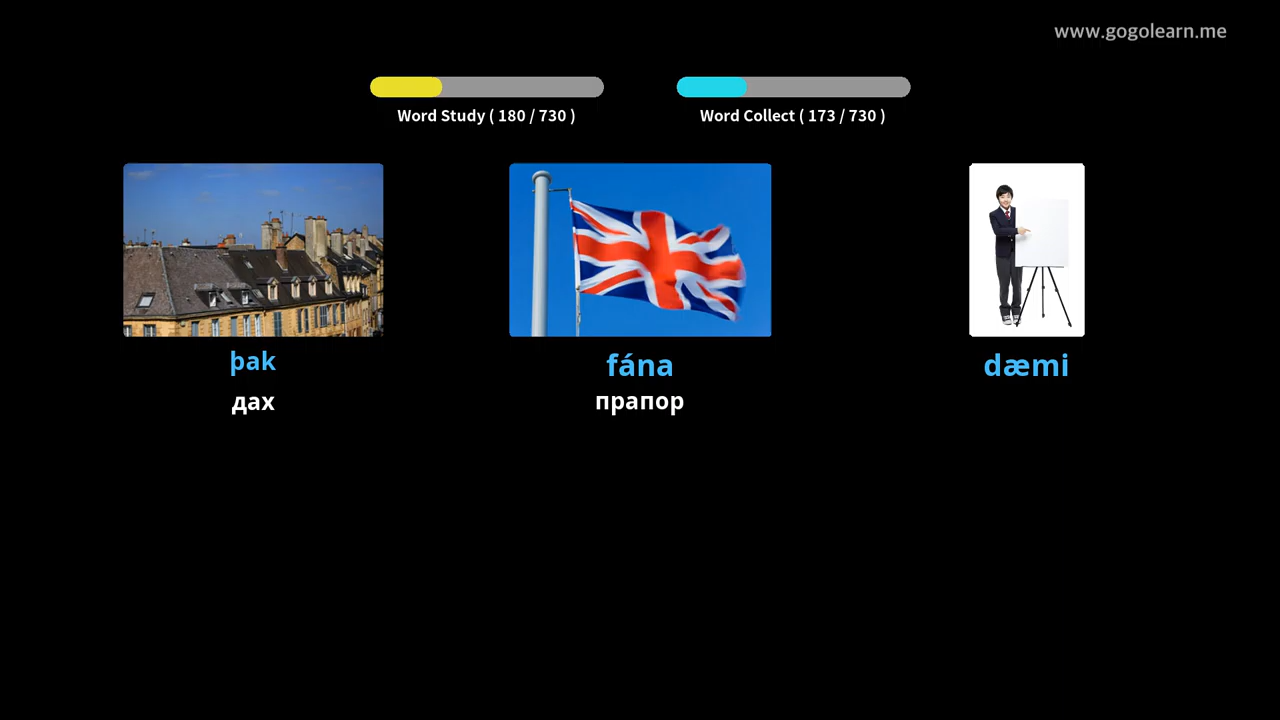 www.gogolearn.me
Word Study ( 180 / 730 )
Word Collect ( 173 / 730 )
þak
дах
fána
прапор
dæmi